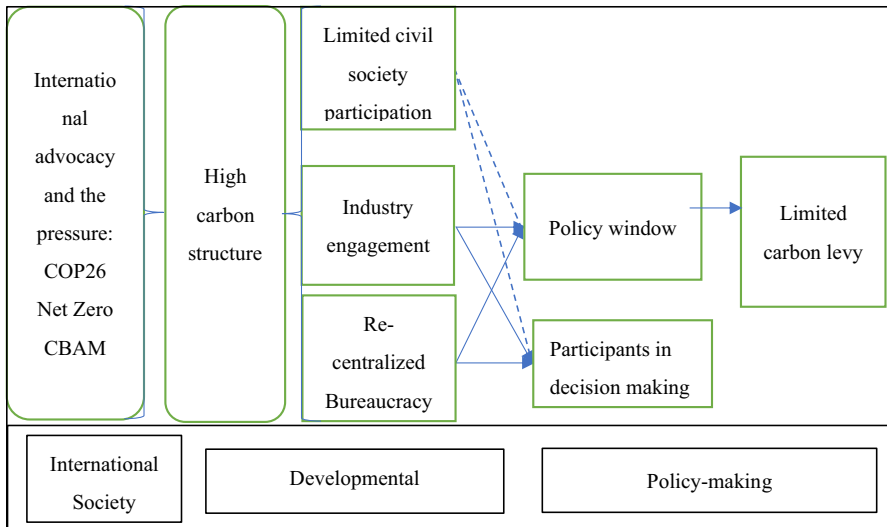 Internatio
nal
advocacy
and the
pressure:
COP26
Net Zero
CBAM
High
carbon
structure
Limited civil
society
participation
Industry
engagement
Re-
centralized
Bureaucracy
Policy window
Participants in
decision making
Limited
carbon levy
International
Society
Developmental
Policy-making